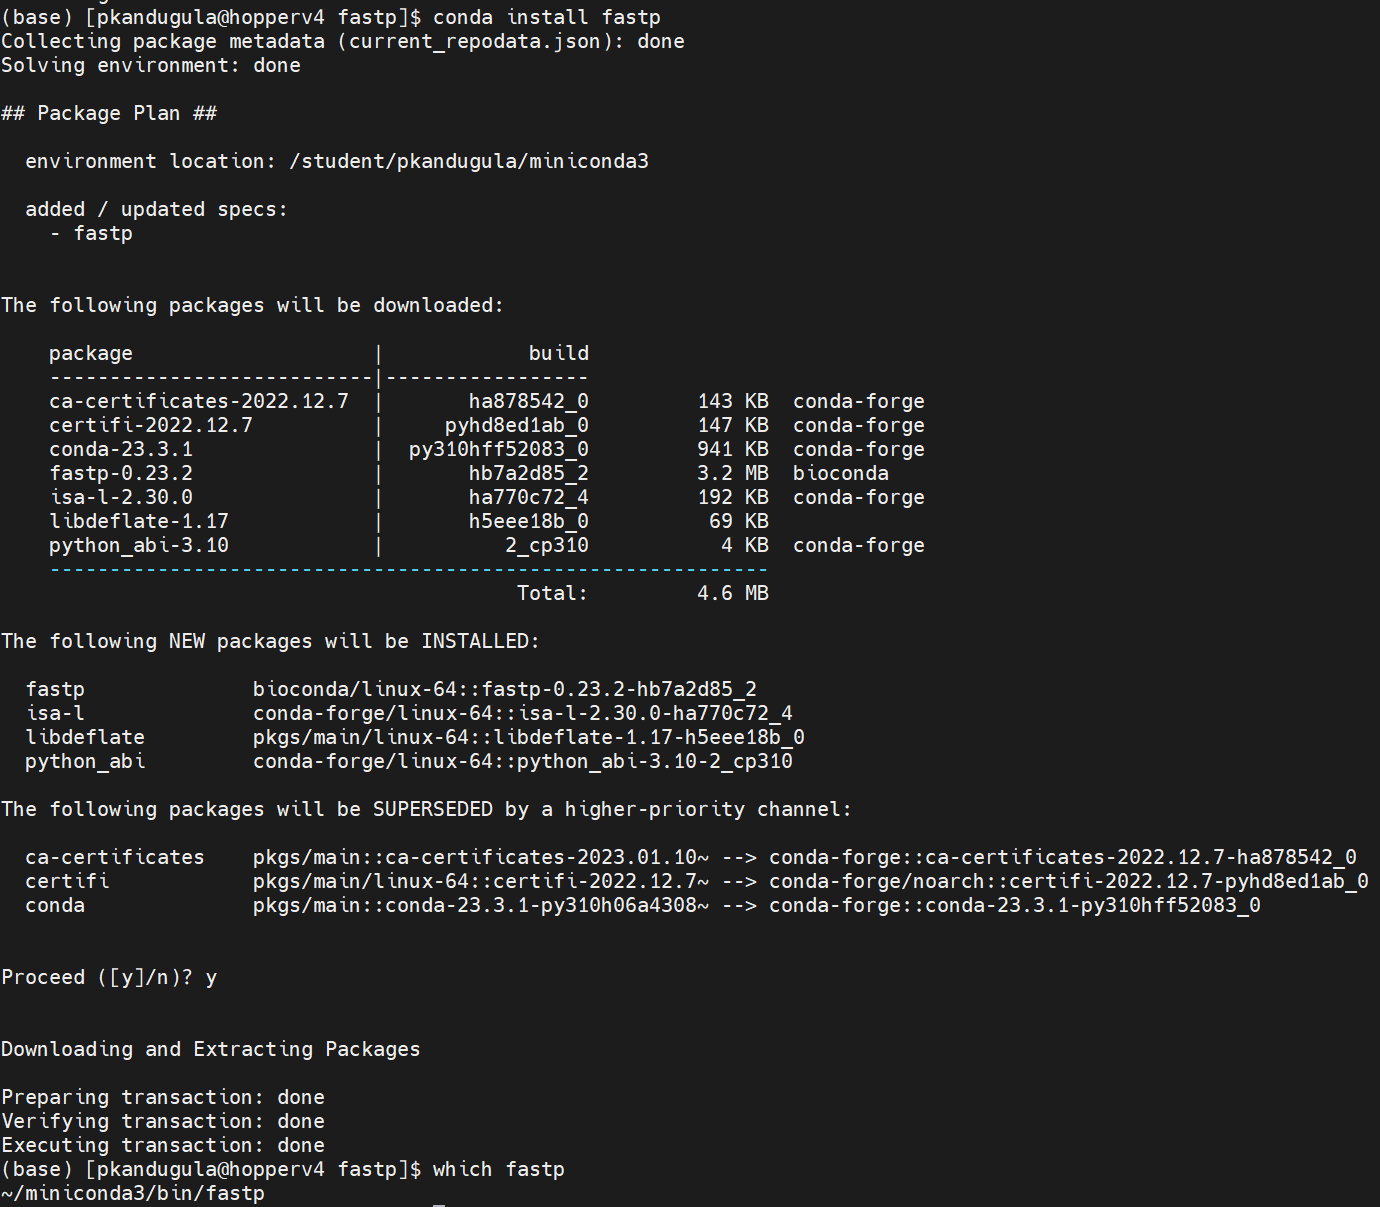 (base) [pkandugula@hopperv4 fastp]$ conda install fastp
Collecting package metadata (current_repodata.json): done
Solving environment: done
## Package Plan ##
environment location: /student/pkandugula/miniconda3
added / updated specs:
- fastp
The following packages will be downloaded:
package | build
---------------------------|-----------------
ca-certificates-2022.12.7 | ha878542_0 143 KB conda-forge
certifi-2022.12.7 | pyhd8ed1ab_0 147 KB conda-forge
conda-23.3.1 | py310hff52083_0 941 KB conda-forge
fastp-0.23.2 | hb7a2d85_2 3.2 MB bioconda
isa-l-2.30.0 | ha770c72_4 192 KB conda-forge
libdeflate-1.17 | h5eee18b_0 69 KB
python_abi-3.10 | 2_cp310 4 KB conda-forge
------------------------------------------------------------
Total: 4.6 MB
The following NEW packages will be INSTALLED:
fastp bioconda/linux-64::fastp-0.23.2-hb7a2d85_2
isa-l conda-forge/linux-64::isa-l-2.30.0-ha770c72_4
libdeflate pkgs/main/linux-64::libdeflate-1.17-h5eee18b_0
python_abi conda-forge/linux-64::python_abi-3.10-2_cp310
The following packages will be SUPERSEDED by a higher-priority channel:
ca-certificates pkgs/main::ca-certificates-2023.01.10~ --> conda-forge::ca-certificates-2022.12.7-ha878542_0
certifi pkgs/main/linux-64::certifi-2022.12.7~ --> conda-forge/noarch::certifi-2022.12.7-pyhd8ed1ab_0
conda pkgs/main::conda-23.3.1-py310h06a4308~ --> conda-forge::conda-23.3.1-py310hff52083_0
Proceed ([y]/n)? y
Downloading and Extracting Packages
Preparing transaction: done
Verifying transaction: done
Executing transaction: done
(base) [pkandugula@hopperv4 fastp]$ which fastp
~/miniconda3/bin/fastp